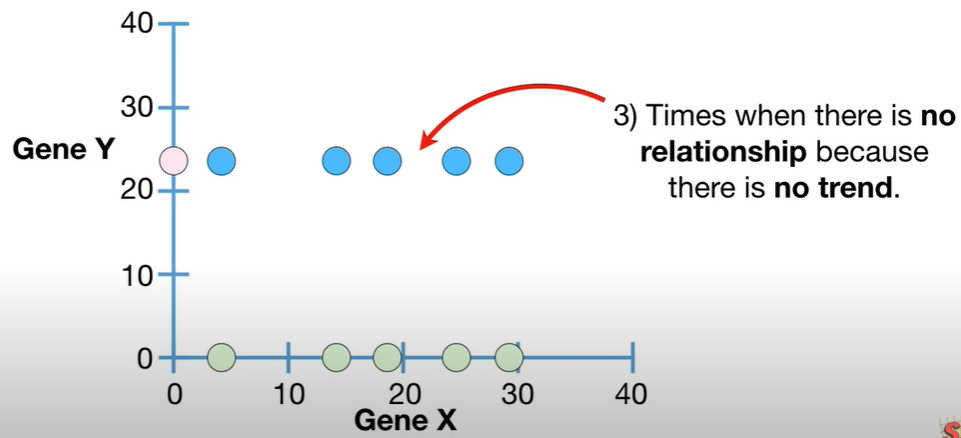 40
30
3) Times when there is no
Gene Y
relationship because
20
there is no trend.
10
0
0 10 20 30 40
Gene X